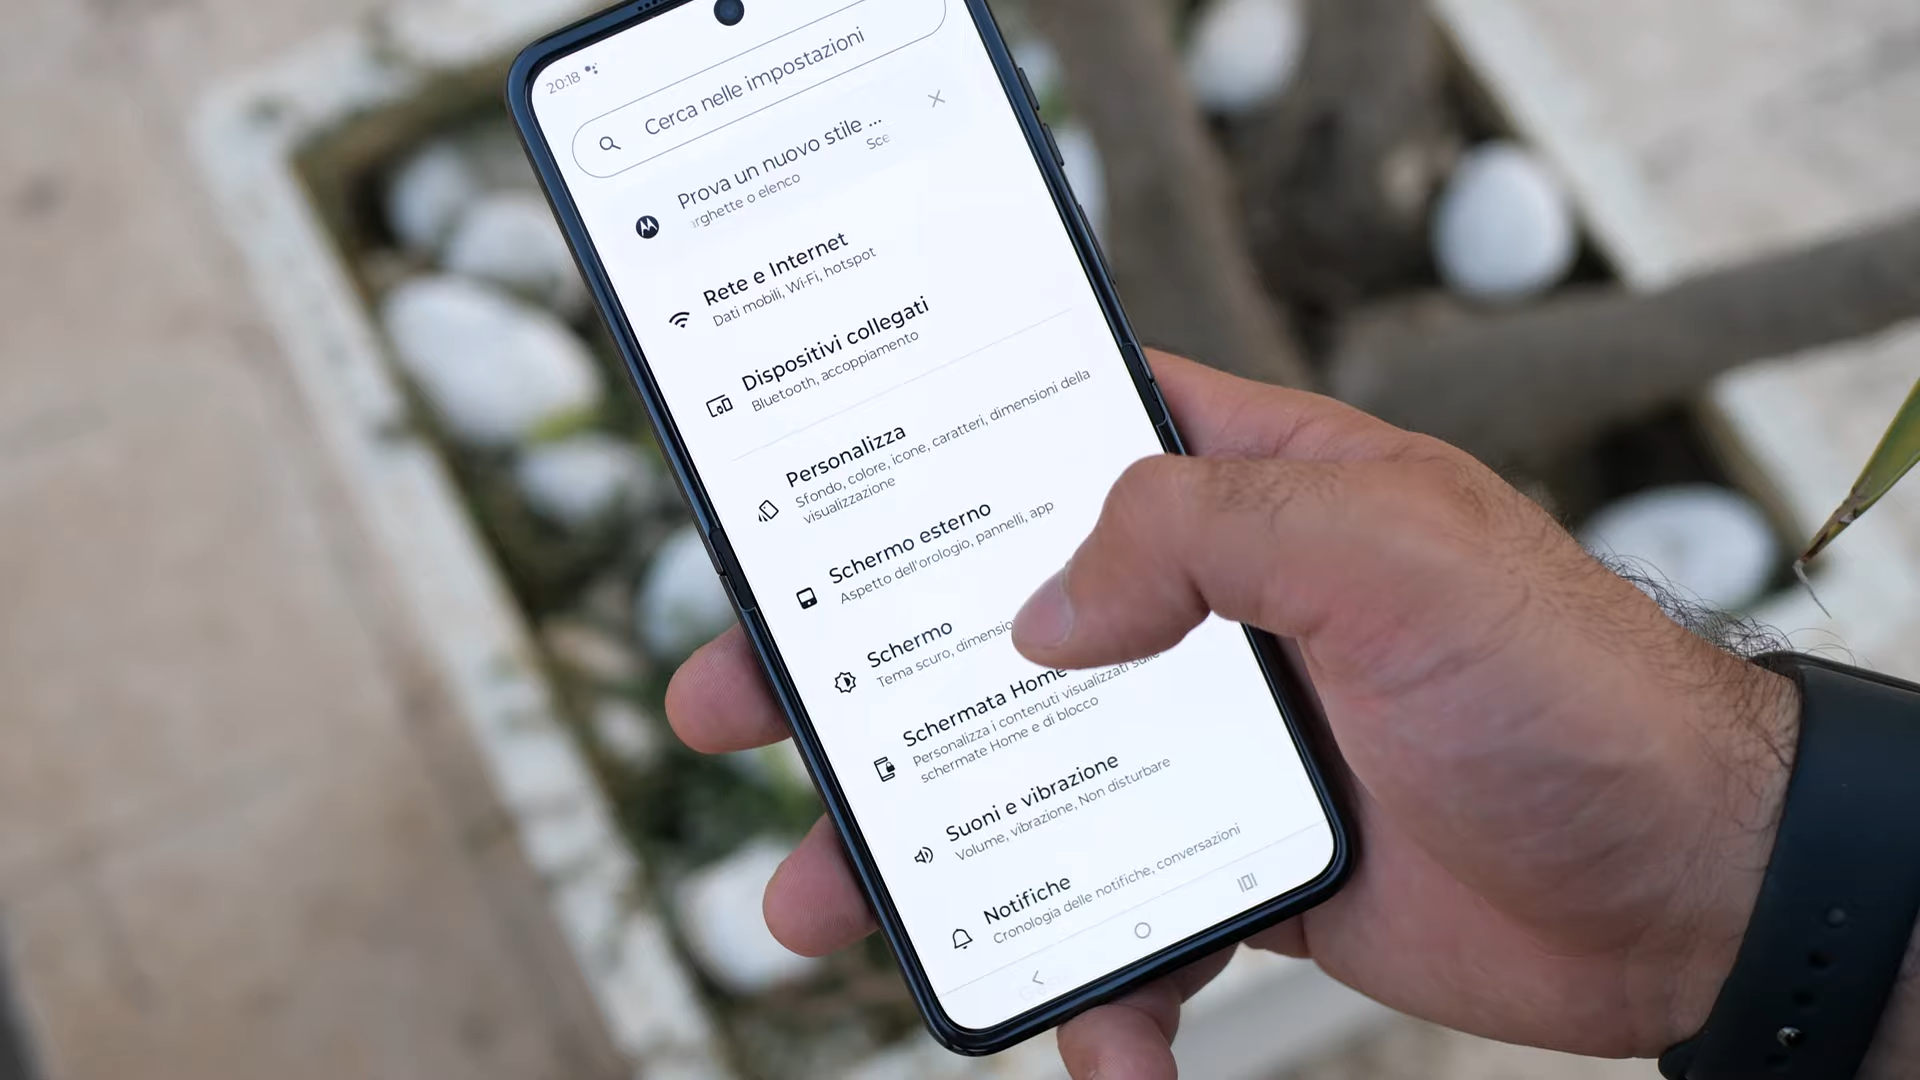 20:18
Cerca nelle impostazioni
Prova un nuovo stile ...
rghette o elenco Sce
Rete e Internet
Dati mobili, Wi-Fi, hotspot
Dispositivi collegati
Bluetooth, accoppiamento
Personalizza
Sfondo, colore, icone, caratteri, dimensioni della
visualizzazione
Schermo esterno
Aspetto dell'orologio, pannelli, app
Schermo
Tema scuro, dimensio
Schermata Home
Personalizza i contenuti visualizzati sulle
schermate Home e di blocco
Suoni e vibrazione
Volume, vibrazione, Non disturbare
Notifiche
Cronologia delle notifiche, conversazioni